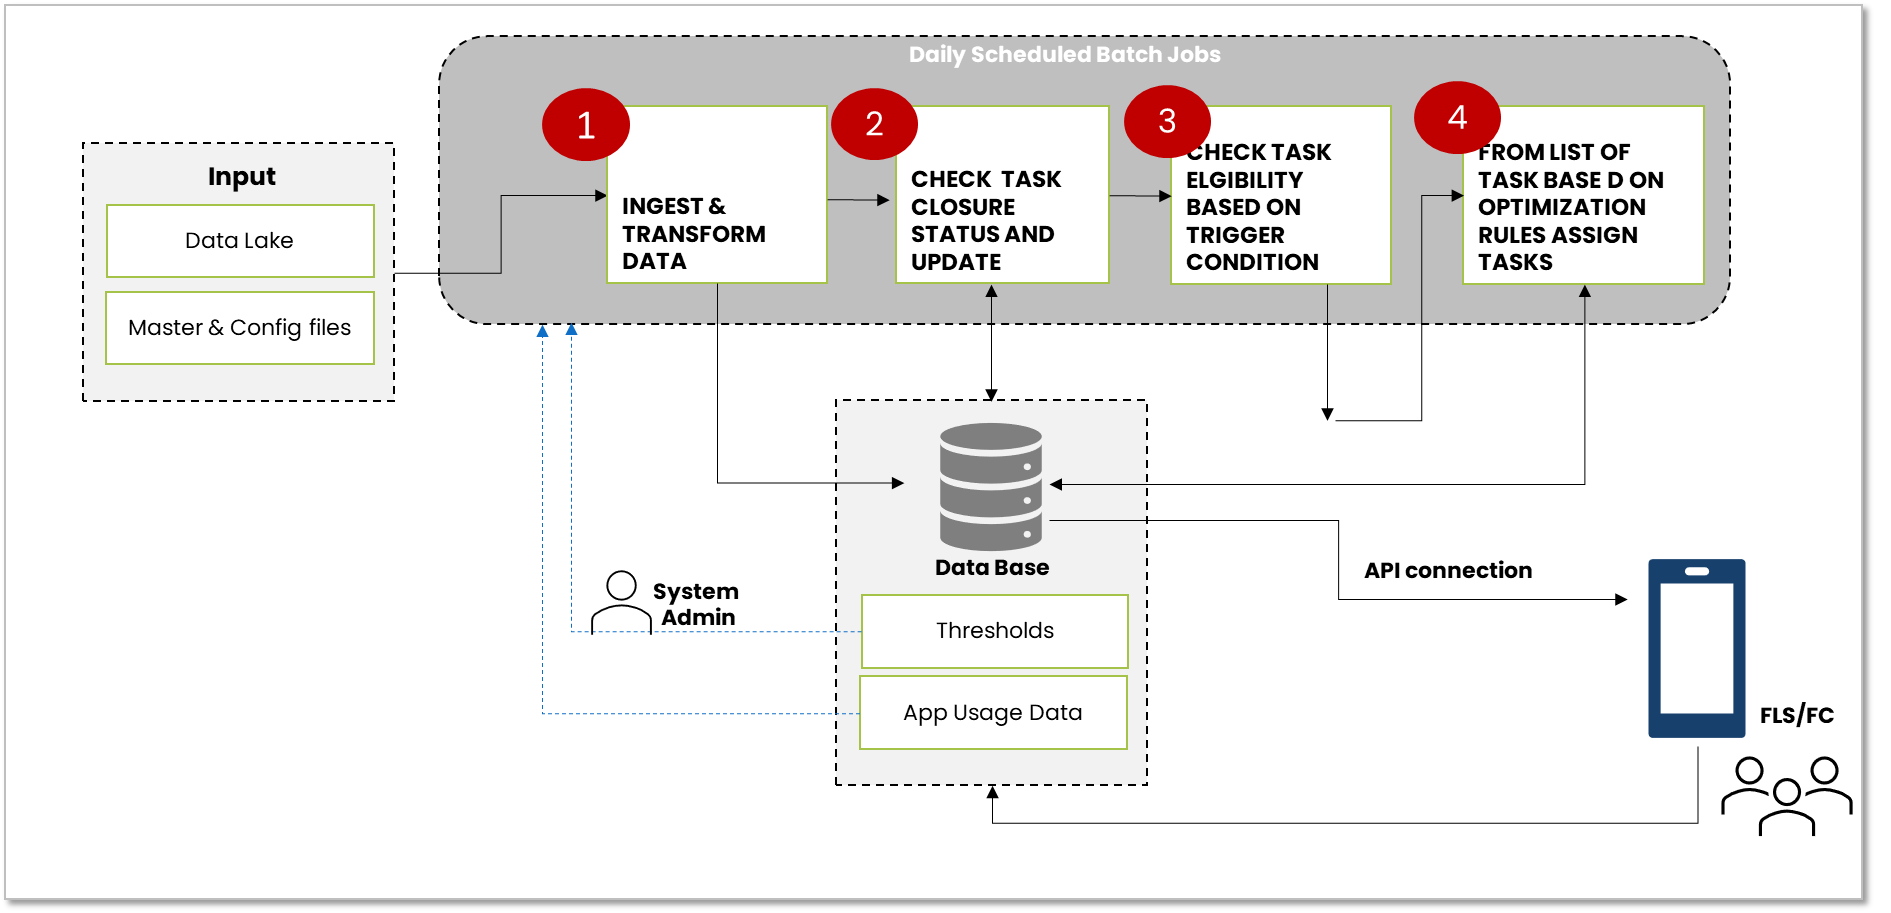 Daily Scheduled Batch Jobs
Input
Data Lake
Master & Config files
1
INGEST &
TRANSFORM
DATA
2
CHECK TASK
CLOSURE
STATUS AND
UPDATE
3
CHECK TASK
ELGIBILITY
BASED ON
TRIGGER
CONDITION
4
FROM LIST OF
TASK BASE D ON
OPTIMIZATION
RULES ASSIGN
TASKS
Data Base
Thresholds
App Usage Data
System
Admin
API connection
FLS/FC